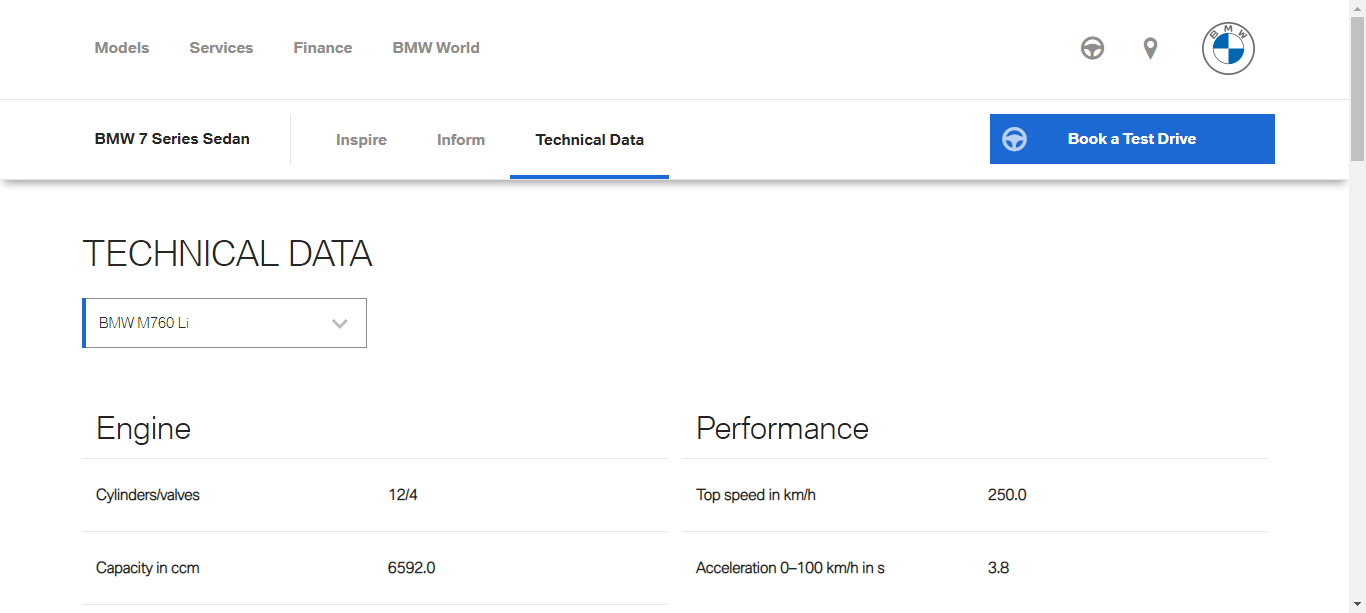 Models Services Finance BMW World
BMW
BMW 7 Series Sedan Inspire Inform Technical Data Book a Test Drive
TECHNICAL DATA
BMW M760 Li
Engine
Cylinders/valves 12/4
Capacity in ccm 6592.0
Performance
Top speed in km/h 250.0
Acceleration 0–100 km/h in s 3.8